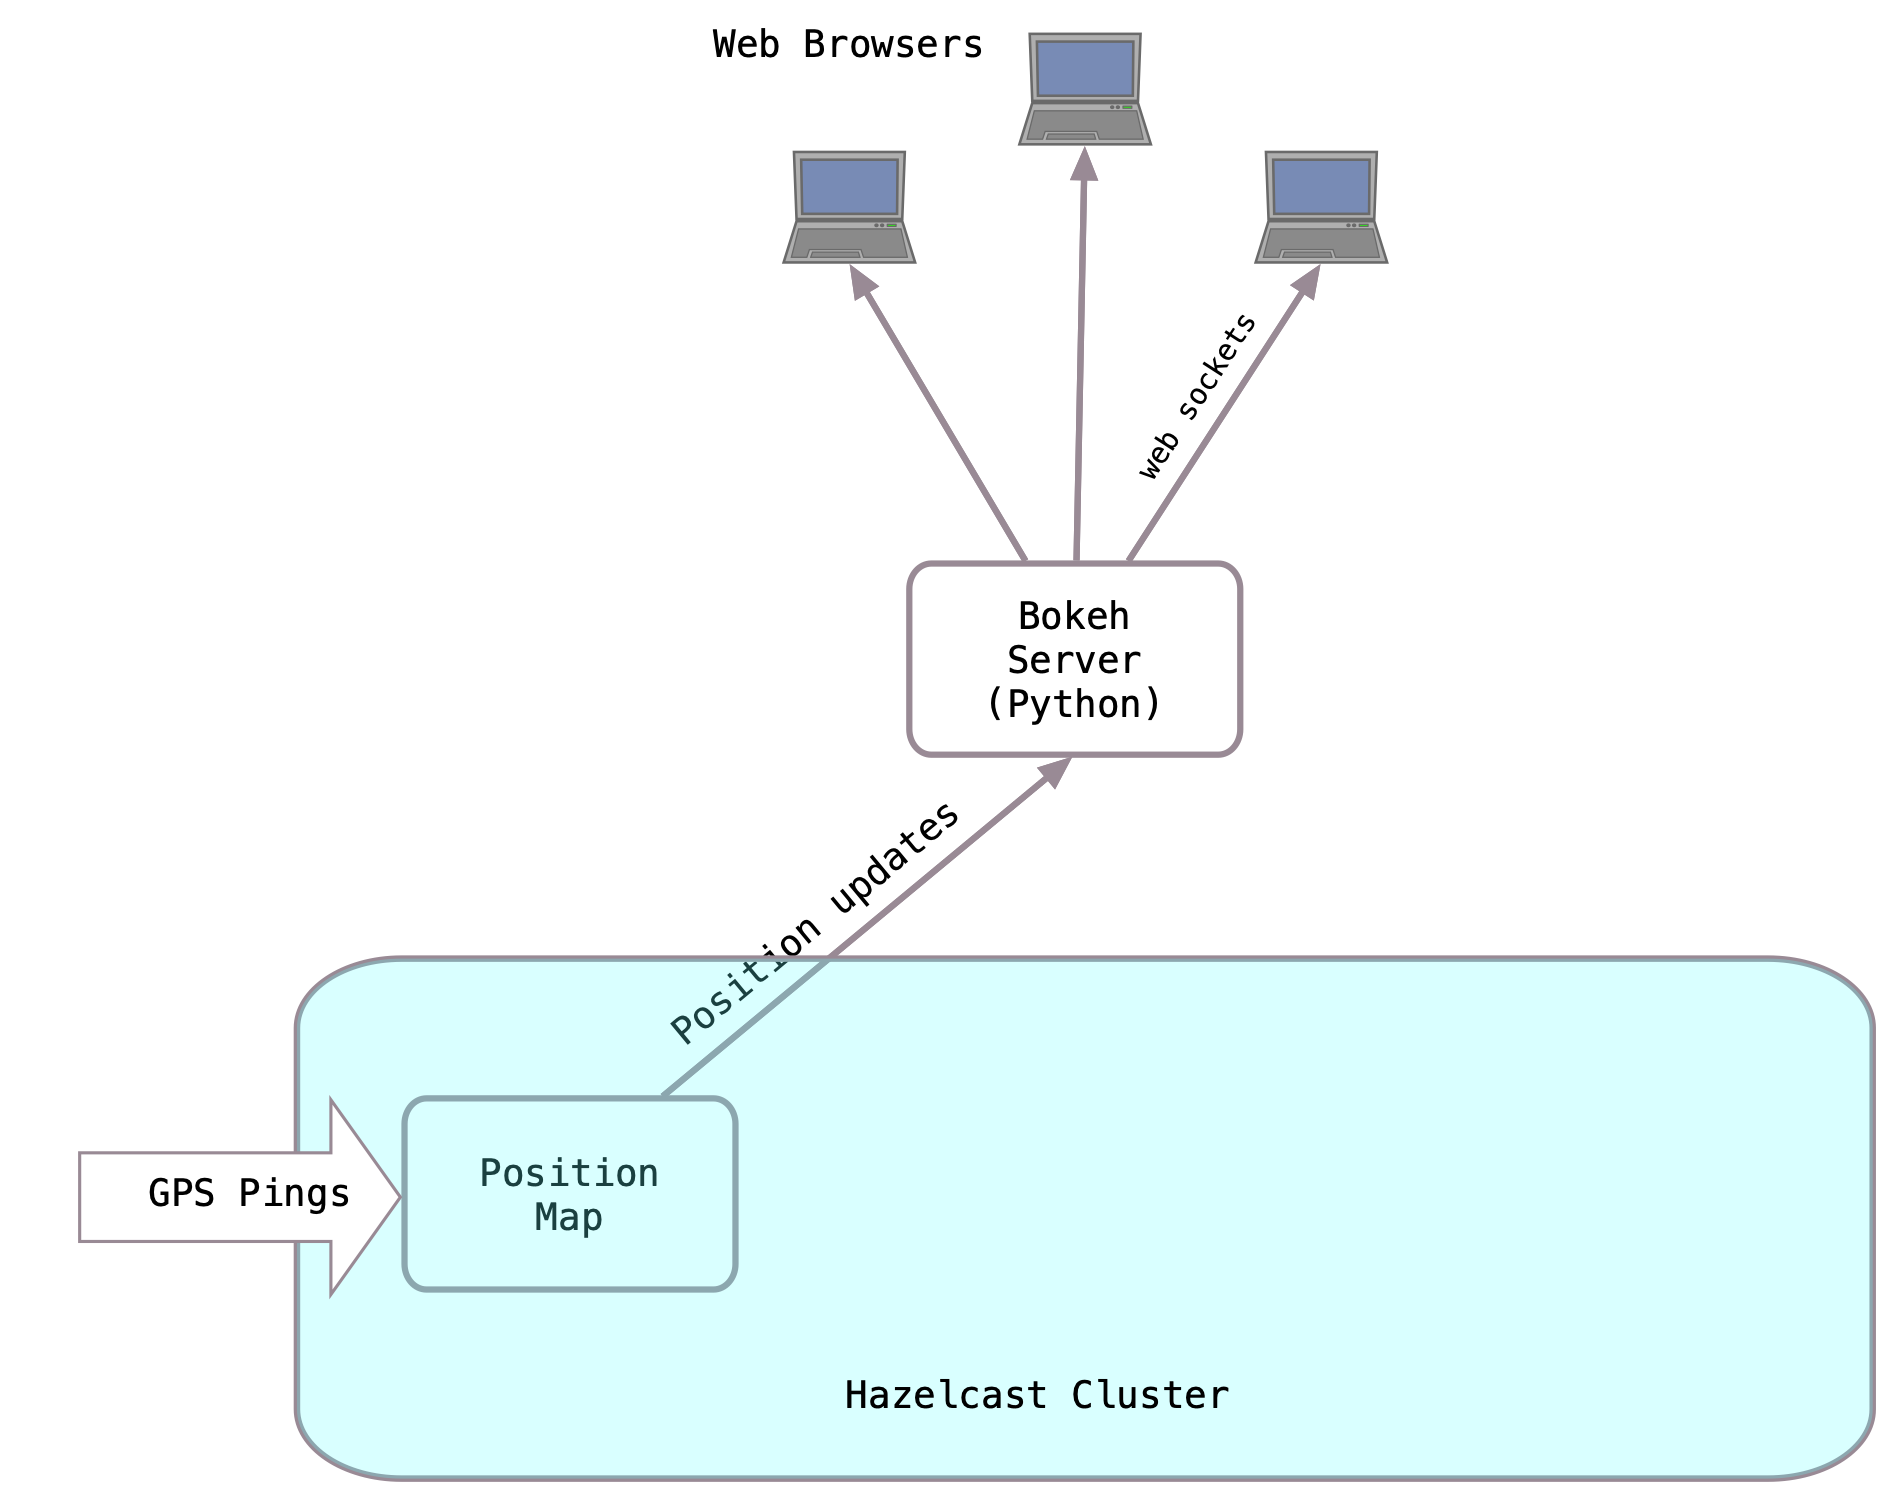 Web Browsers
web sockets
Bokeh
Server
(Python)
Position updates
GPS Pings
Position
Map
Hazelcast Cluster